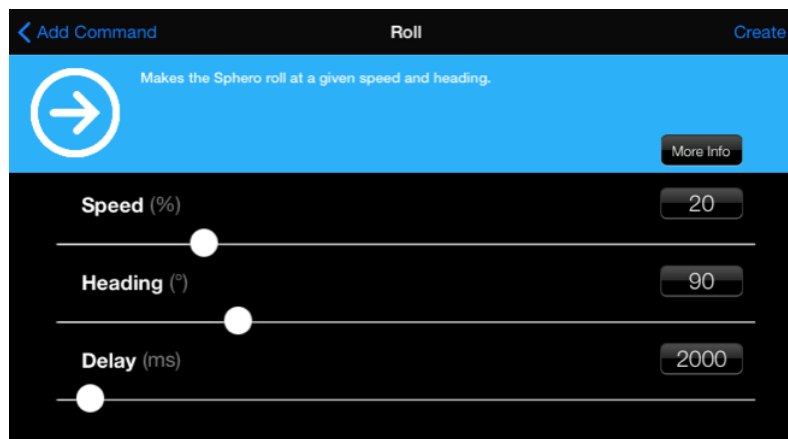 Add Command
Roll
Create
Makes the Sphero roll at a given speed and heading.
More Info
Speed (%)
20
Heading (°)
90
Delay (ms)
2000